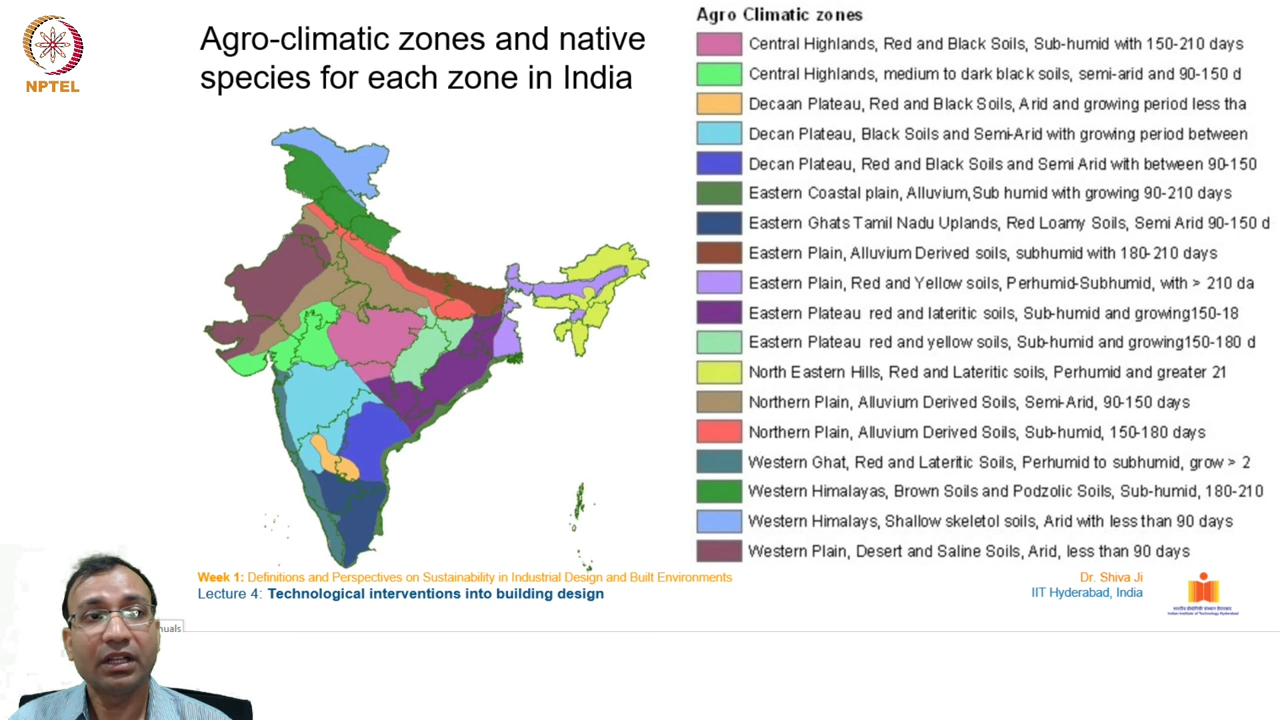 NPTEL
Agro-climatic zones and native
species for each zone in India
Agro Climatic zones
Central Highlands, Red and Black Soils, Sub-humid with 150-210 days
Central Highlands, medium to dark black soils, semi-arid and 90-150 d
Decaan Plateau, Red and Black Soils, Arid and growing period less tha
Decan Plateau, Black Soils and Semi-Arid with growing period between
Decan Plateau, Red and Black Soils and Semi Arid with between 90-150
Eastern Coastal plain, Alluvium,Sub humid with growing 90-210 days
Eastern Ghats Tamil Nadu Uplands, Red Loamy Soils, Semi Arid 90-150 d
Eastern Plain, Alluvium Derived soils, subhumid with 180-210 days
Eastern Plain, Red and Yellow soils, Perhumid-Subhumid, with > 210 da
Eastern Plateau red and lateritic soils, Sub-humid and growing150-18
Eastern Plateau red and yellow soils, Sub-humid and growing150-180 d
North Eastern Hills, Red and Lateritic soils, Perhumid and greater 21
Northern Plain, Alluvium Derived Soils, Semi-Arid, 90-150 days
Northern Plain, Alluvium Derived Soils, Sub-humid, 150-180 days
Western Ghat, Red and Lateritic Soils, Perhumid to subhumid, grow > 2
Western Himalayas, Brown Soils and Podzolic Soils, Sub-humid, 180-210
Western Himalays, Shallow skeletol soils, Arid with less than 90 days
Western Plain, Desert and Saline Soils, Arid, less than 90 days
Week 1: Definitions and Perspectives on Sustainability in Industrial Design and Built Environments
Lecture 4: Technological interventions into building design
Dr. Shiva Ji
IIT Hyderabad, India
Indian Institute of Technology Hyderabad
nuals